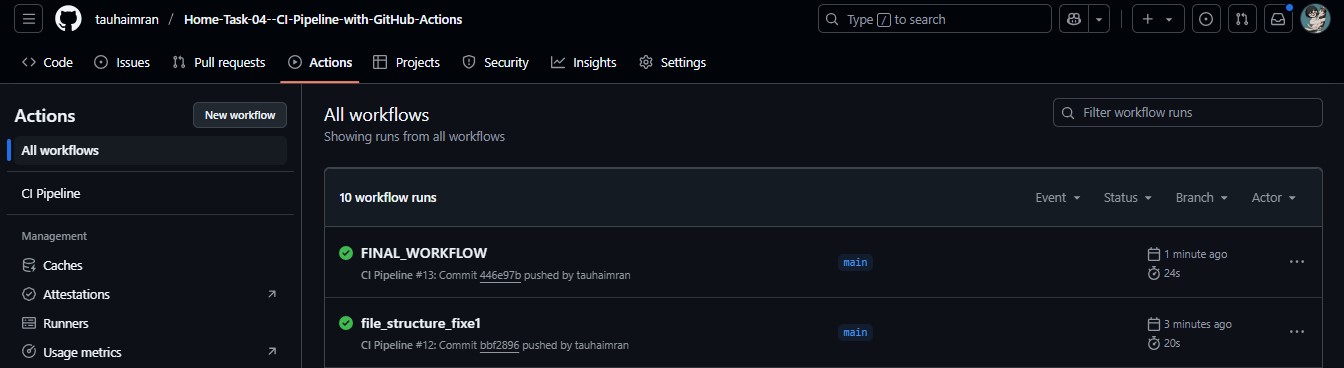 tauhaimran / Home-Task-04--CI-Pipeline-with-GitHub-Actions
Type / to search
Code
Issues
Pull requests
Actions
Projects
Security
Insights
Settings
Actions
New workflow
All workflows
CI Pipeline
Management
Caches
Attestations
Runners
Usage metrics
All workflows
Showing runs from all workflows
Filter workflow runs
10 workflow runs
Event
Status
Branch
Actor
FINAL_WORKFLOW
CI Pipeline #13: Commit 446e97b pushed by tauhaimran
main
1 minute ago
24s
file_structure_fixe1
CI Pipeline #12: Commit bbf2896 pushed by tauhaimran
main
3 minutes ago
20s